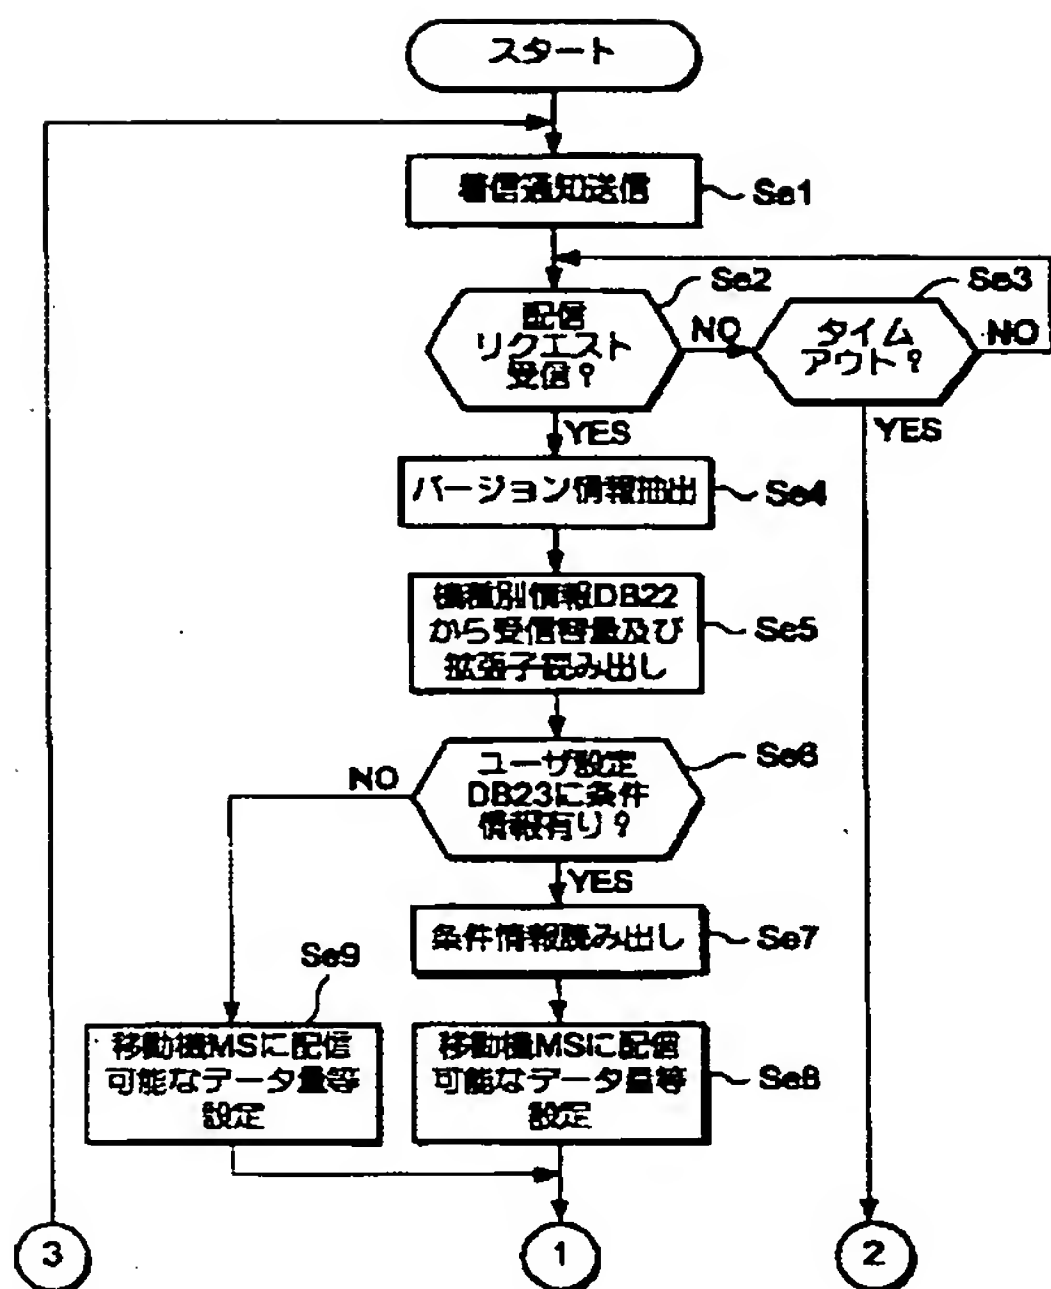 スタート
着信通知送信
Se1
配信
リクエスト
受信?
Se2
NO
YES
タイム
アウト?
Se3
NO
YES
バージョン情報抽出
Se4
機種別情報DB22
から受信容量及び
拡張子読み出し
Se5
ユーザ設定
DB23に条件
情報有り?
Se6
NO
YES
条件情報読み出し
Se7
Se9
移動機MSに配信
可能なデータ量等
設定
移動機MSに配信
可能なデータ量等
設定
Se8
3
1
2